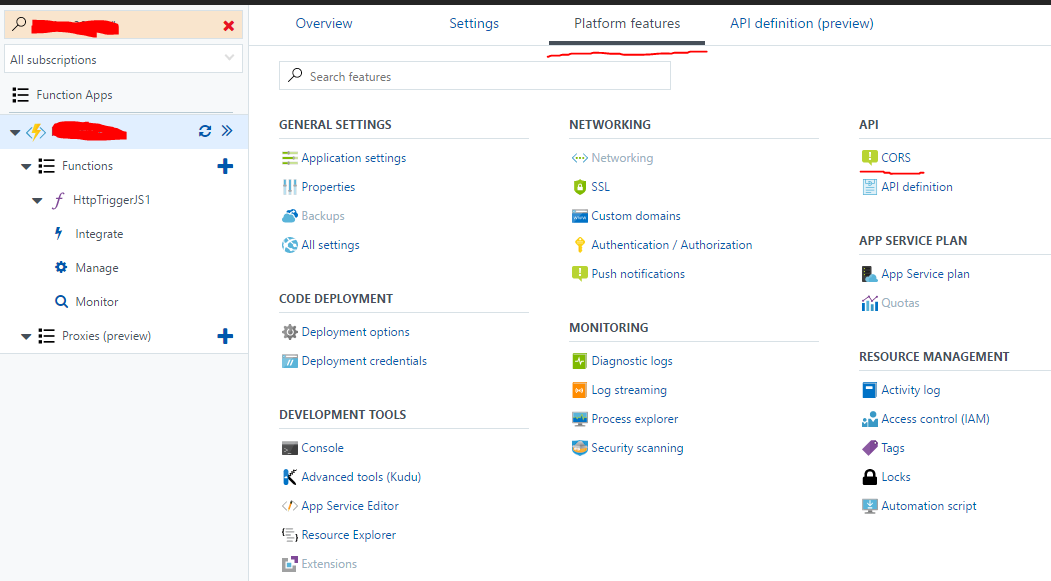 All subscriptions
Function Apps
Functions
HttpTriggerJS1
Integrate
Manage
Monitor
Proxies (preview)
Overview
Settings
Platform features
API definition (preview)
Search features
GENERAL SETTINGS
Application settings
Properties
Backups
All settings
CODE DEPLOYMENT
Deployment options
Deployment credentials
DEVELOPMENT TOOLS
Console
Advanced tools (Kudu)
App Service Editor
Resource Explorer
Extensions
NETWORKING
Networking
SSL
Custom domains
Authentication / Authorization
Push notifications
MONITORING
Diagnostic logs
Log streaming
Process explorer
Security scanning
API
CORS
API definition
APP SERVICE PLAN
App Service plan
Quotas
RESOURCE MANAGEMENT
Activity log
Access control (IAM)
Tags
Locks
Automation script